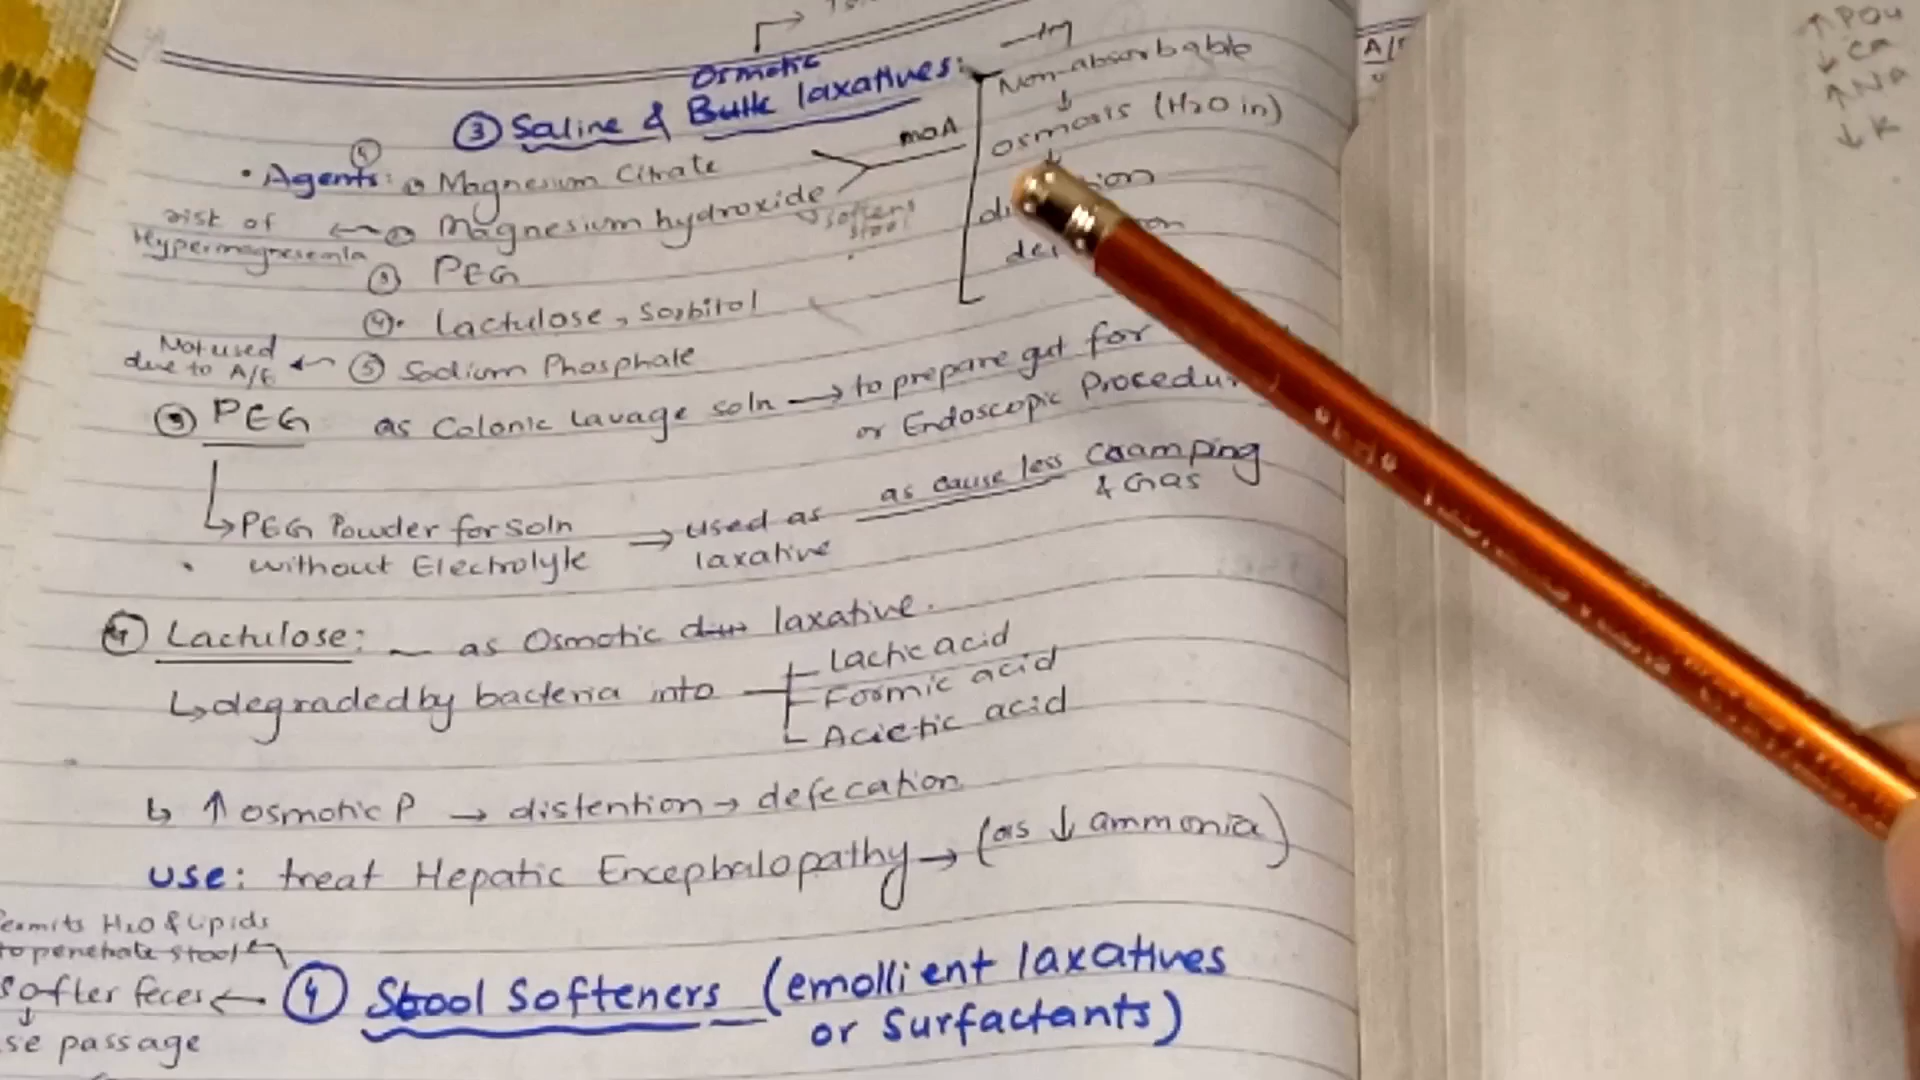 Osmotic
③ Saline & Bulk laxatives:
Non-absorbable
↓
osmosis (H2O in)
↓
MOA
• Agents: ① Magnesium Citrate
risk of Hypermagnesemia ← ② Magnesium hydroxide
softens stool
③ PEG
④• Lactulose, Sorbitol
Not used due to A/E ← ⑤ Sodium Phosphate
③ PEG as Colonic Lavage soln → to prepare gut for
or Endoscopic
↳ PEG Powder for soln
without Electrolyte → used as
laxative
as cause less Cramping
& Gas
④ Lactulose: — as Osmotic laxative.
↳ degraded by bacteria into
Lactic acid
Formic acid
Acietic acid
↳ ↑ osmotic P → distention → defecation
use: treat Hepatic Encephalopathy → (as ↓ ammonia)
H2O & Lipids
to penetrate stool
④ Stool Softeners (emollient laxatives
or Surfactants)
softer feces ←
↓
passage
A/E
↑ PO4
↓ Ca
↑ Na
↓ K